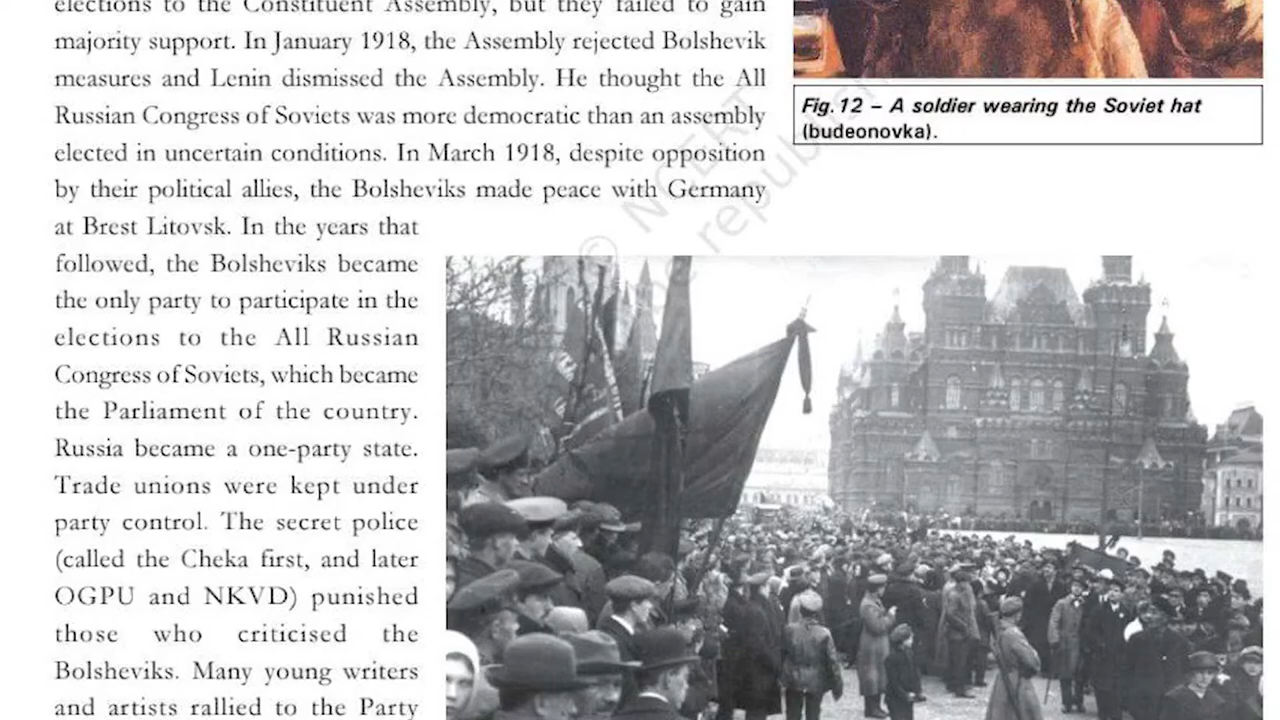 elections to the Constituent Assembly, but they failed to gain
majority support. In January 1918, the Assembly rejected Bolshevik
measures and Lenin dismissed the Assembly. He thought the All
Russian Congress of Soviets was more democratic than an assembly
elected in uncertain conditions. In March 1918, despite opposition
by their political allies, the Bolsheviks made peace with Germany
at Brest Litovsk. In the years that
followed, the Bolsheviks became
the only party to participate in the
elections to the All Russian
Congress of Soviets, which became
the Parliament of the country.
Russia became a one-party state.
Trade unions were kept under
party control. The secret police
(called the Cheka first, and later
OGPU and NKVD) punished
those who criticised the
Bolsheviks. Many young writers
and artists rallied to the Party
Fig.12 – A soldier wearing the Soviet hat
(budeonovka).
© NCERT
republis